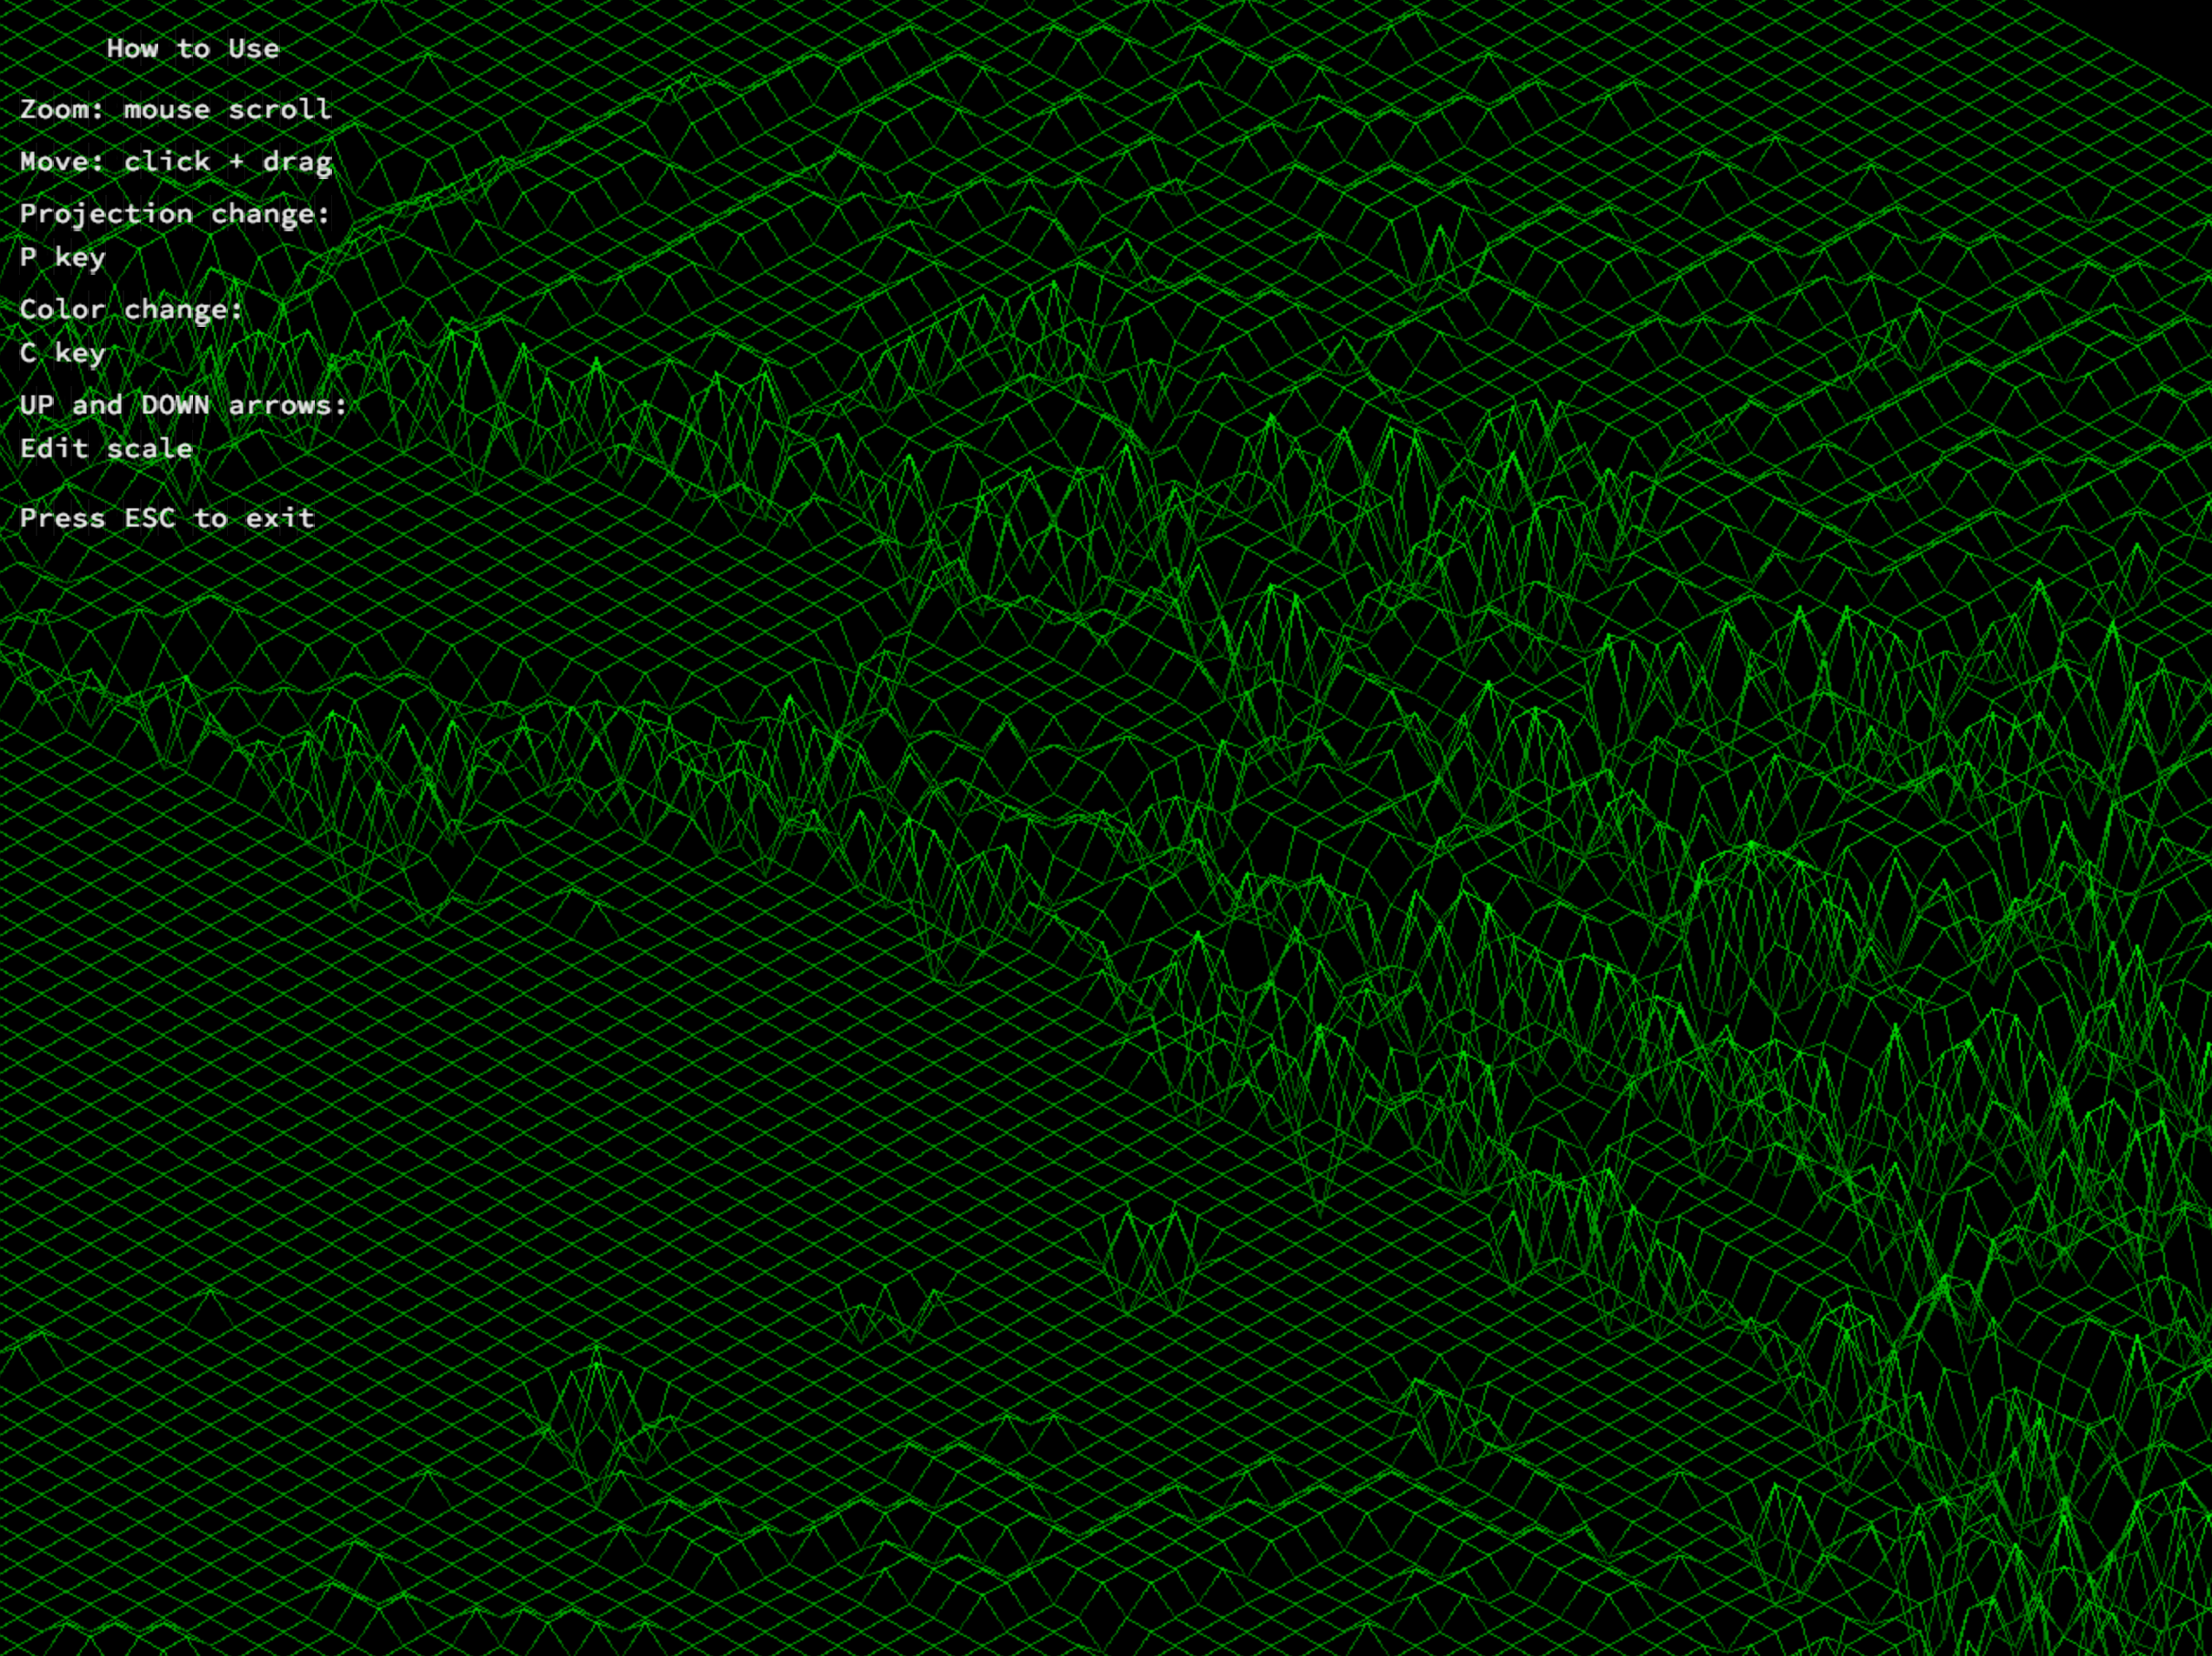 How to Use
Zoom: mouse scroll
Move: click + drag
Projection change:
P key
Color change:
C key
UP and DOWN arrows:
Edit scale
Press ESC to exit